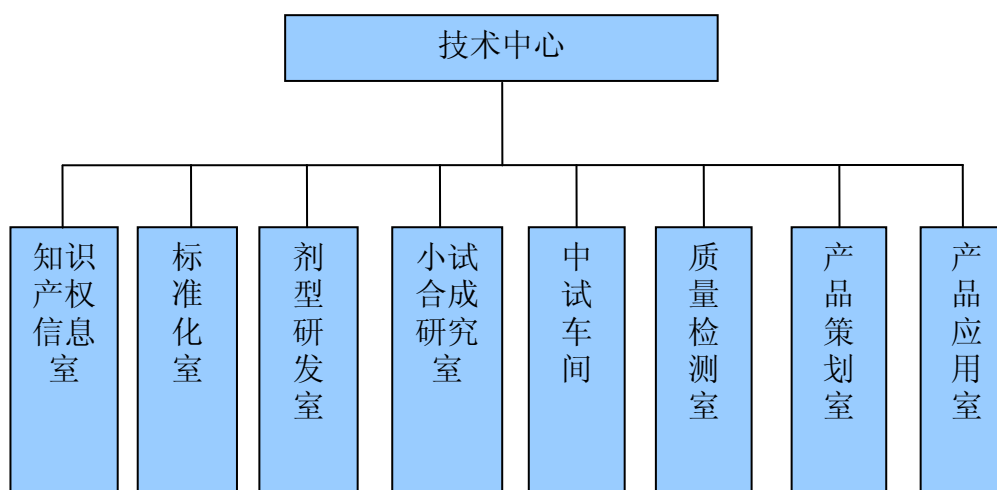 技术中心
知识
产权
信息
室
标
准
化
室
剂
型
研
发
室
小试
合成
研究
室
中
试
车
间
质
量
检
测
室
产
品
策
划
室
产
品
应
用
室